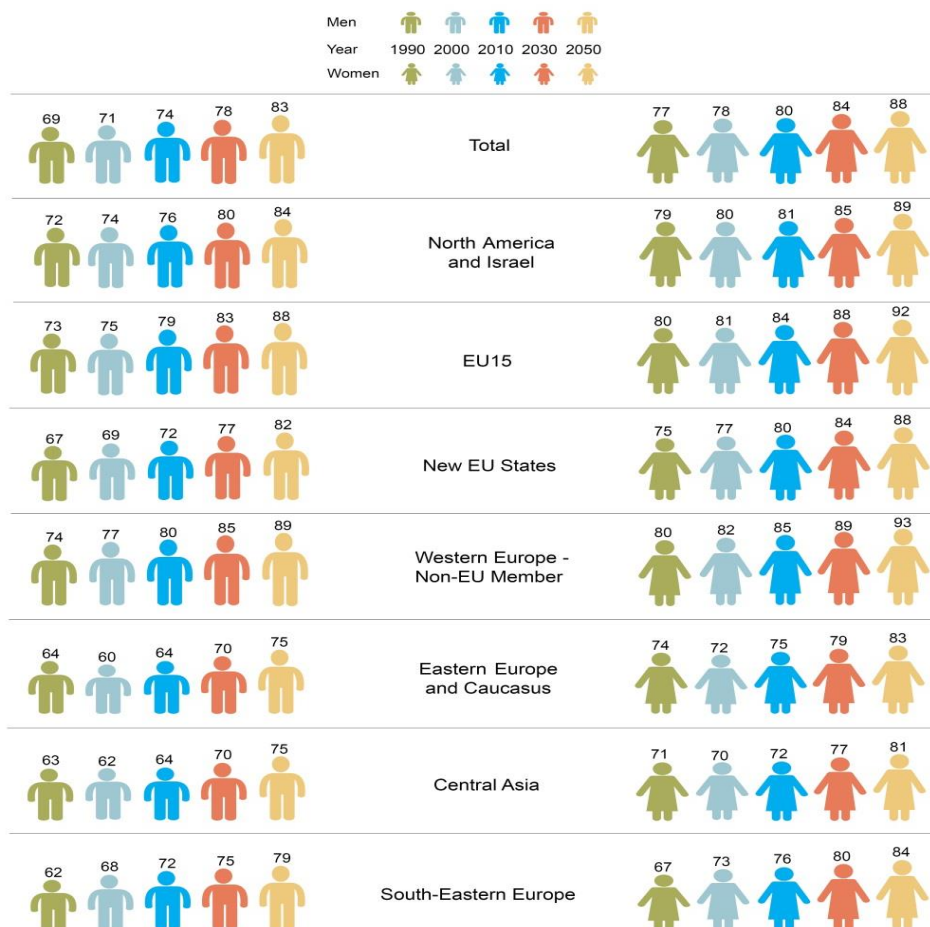 Men
Year 1990 2000 2010 2030 2050
Women
69 71 74 78 83 Total 77 78 80 84 88
72 74 76 80 84 North America
and Israel 79 80 81 85 89
73 75 79 83 88 EU15 80 81 84 88 92
67 69 72 77 82 New EU States 75 77 80 84 88
74 77 80 85 89 Western Europe -
Non-EU Member 80 82 85 89 93
64 60 64 70 75 Eastern Europe
and Caucasus 74 72 75 79 83
63 62 64 70 75 Central Asia 71 70 72 77 81
62 68 72 75 79 South-Eastern Europe 67 73 76 80 84